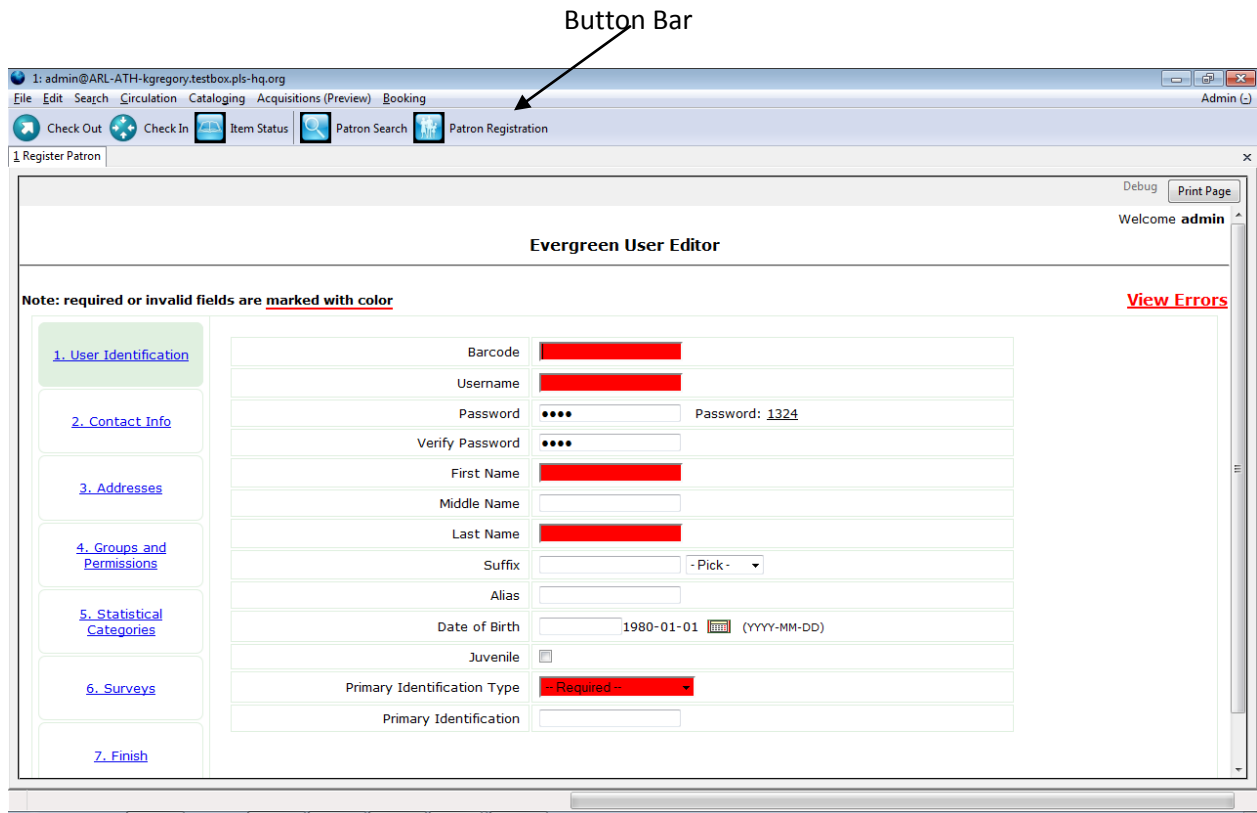 Button Bar
1: admin@ARL-ATH-kgregory.testbox.pls-hq.org
File Edit Search Circulation Cataloging Acquisitions (Preview) Booking Admin (-)
Check Out Check In Item Status Patron Search Patron Registration
1 Register Patron x
Debug Print Page
Welcome admin
Evergreen User Editor
Note: required or invalid fields are marked with color View Errors
1. User Identification
2. Contact Info
3. Addresses
4. Groups and
Permissions
5. Statistical
Categories
6. Surveys
7. Finish
Barcode
Username
Password •••• Password: 1324
Verify Password ••••
First Name
Middle Name
Last Name
Suffix - Pick -
Alias
Date of Birth 1980-01-01 (YYYY-MM-DD)
Juvenile
Primary Identification Type -- Required --
Primary Identification